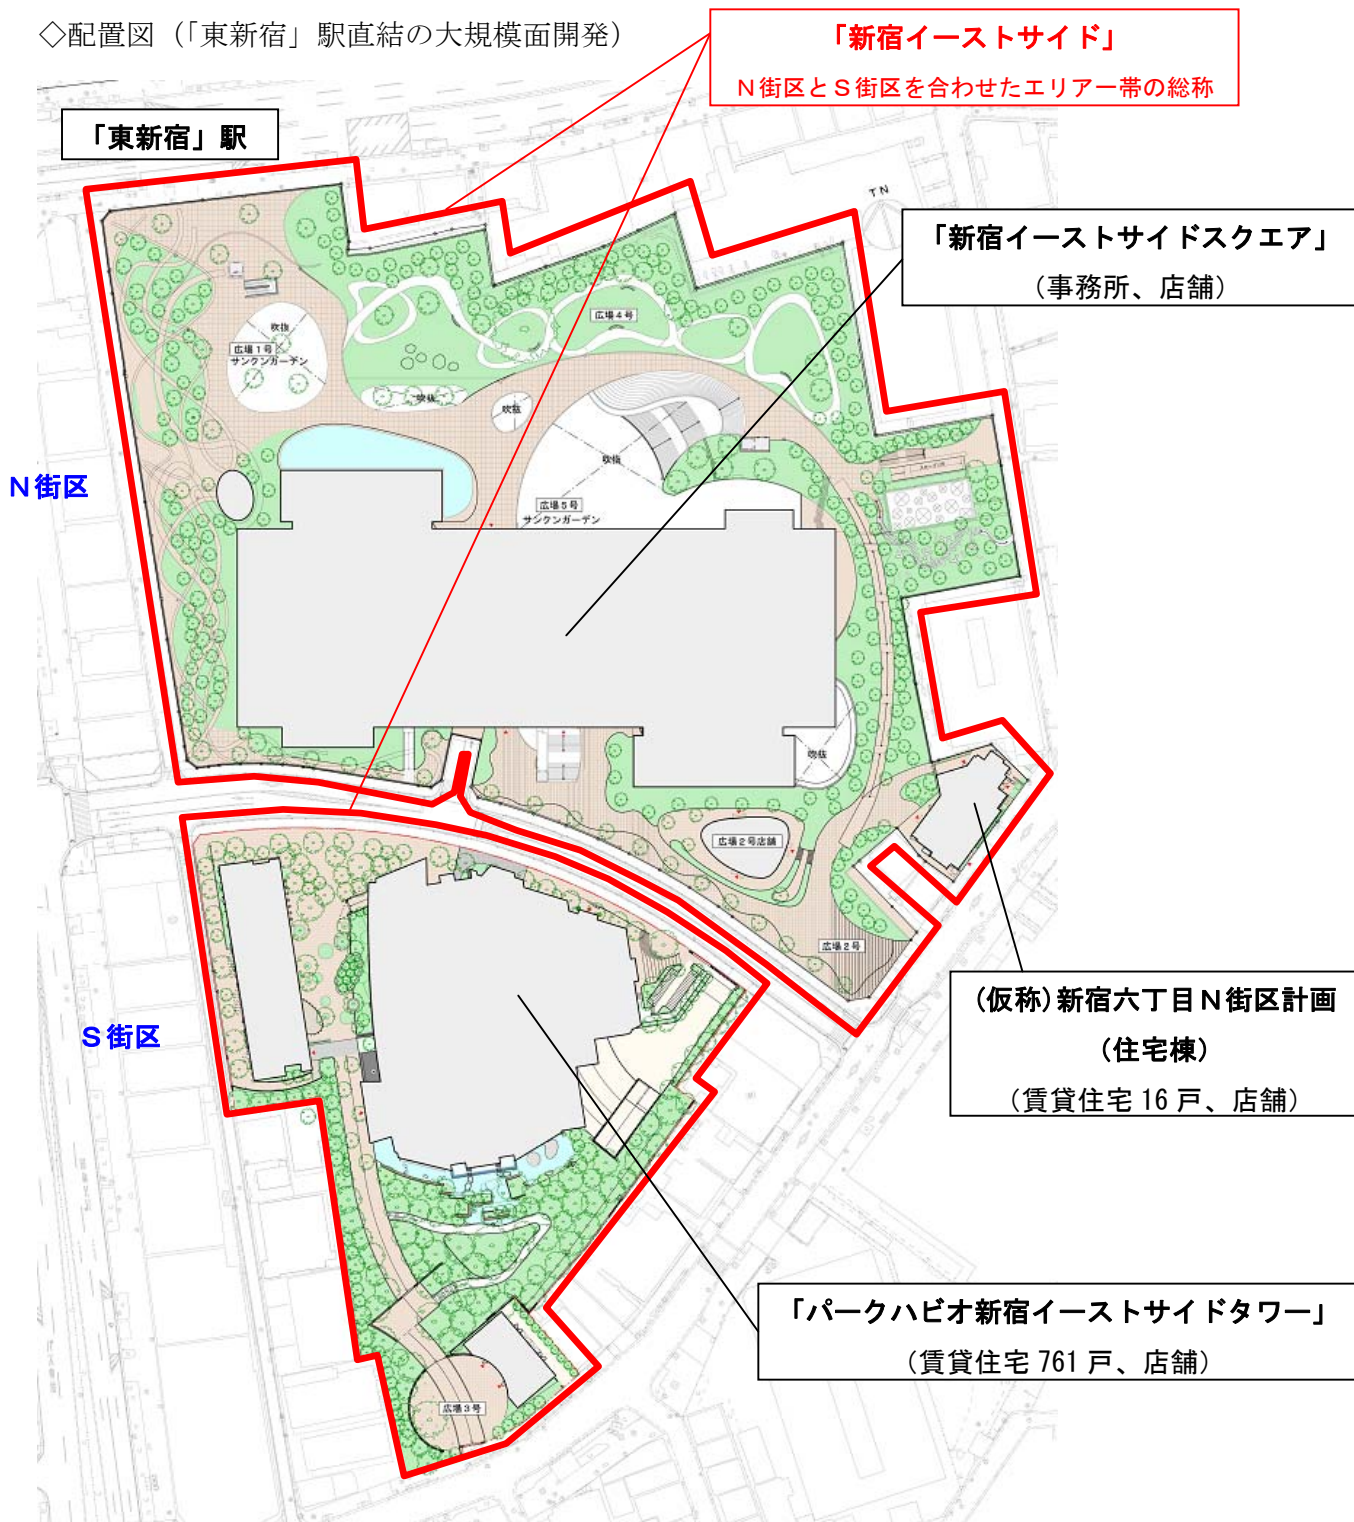 ◇配置図（「東新宿」駅直結の大規模面開発）
「新宿イーストサイド」
Ｎ街区とＳ街区を合わせたエリア一帯の総称
「東新宿」駅
ＴＮ
「新宿イーストサイドスクエア」
（事務所、店舗）
広場４号
吹抜
広場１号
サンクンガーデン
吹抜
吹抜
吹抜
広場５号
サンクンガーデン
Ｎ街区
吹抜
広場２号店舗
広場２号
(仮称)新宿六丁目Ｎ街区計画
（住宅棟）
（賃貸住宅 16 戸、店舗）
Ｓ街区
「パークハビオ新宿イーストサイドタワー」
（賃貸住宅 761 戸、店舗）
広場３号